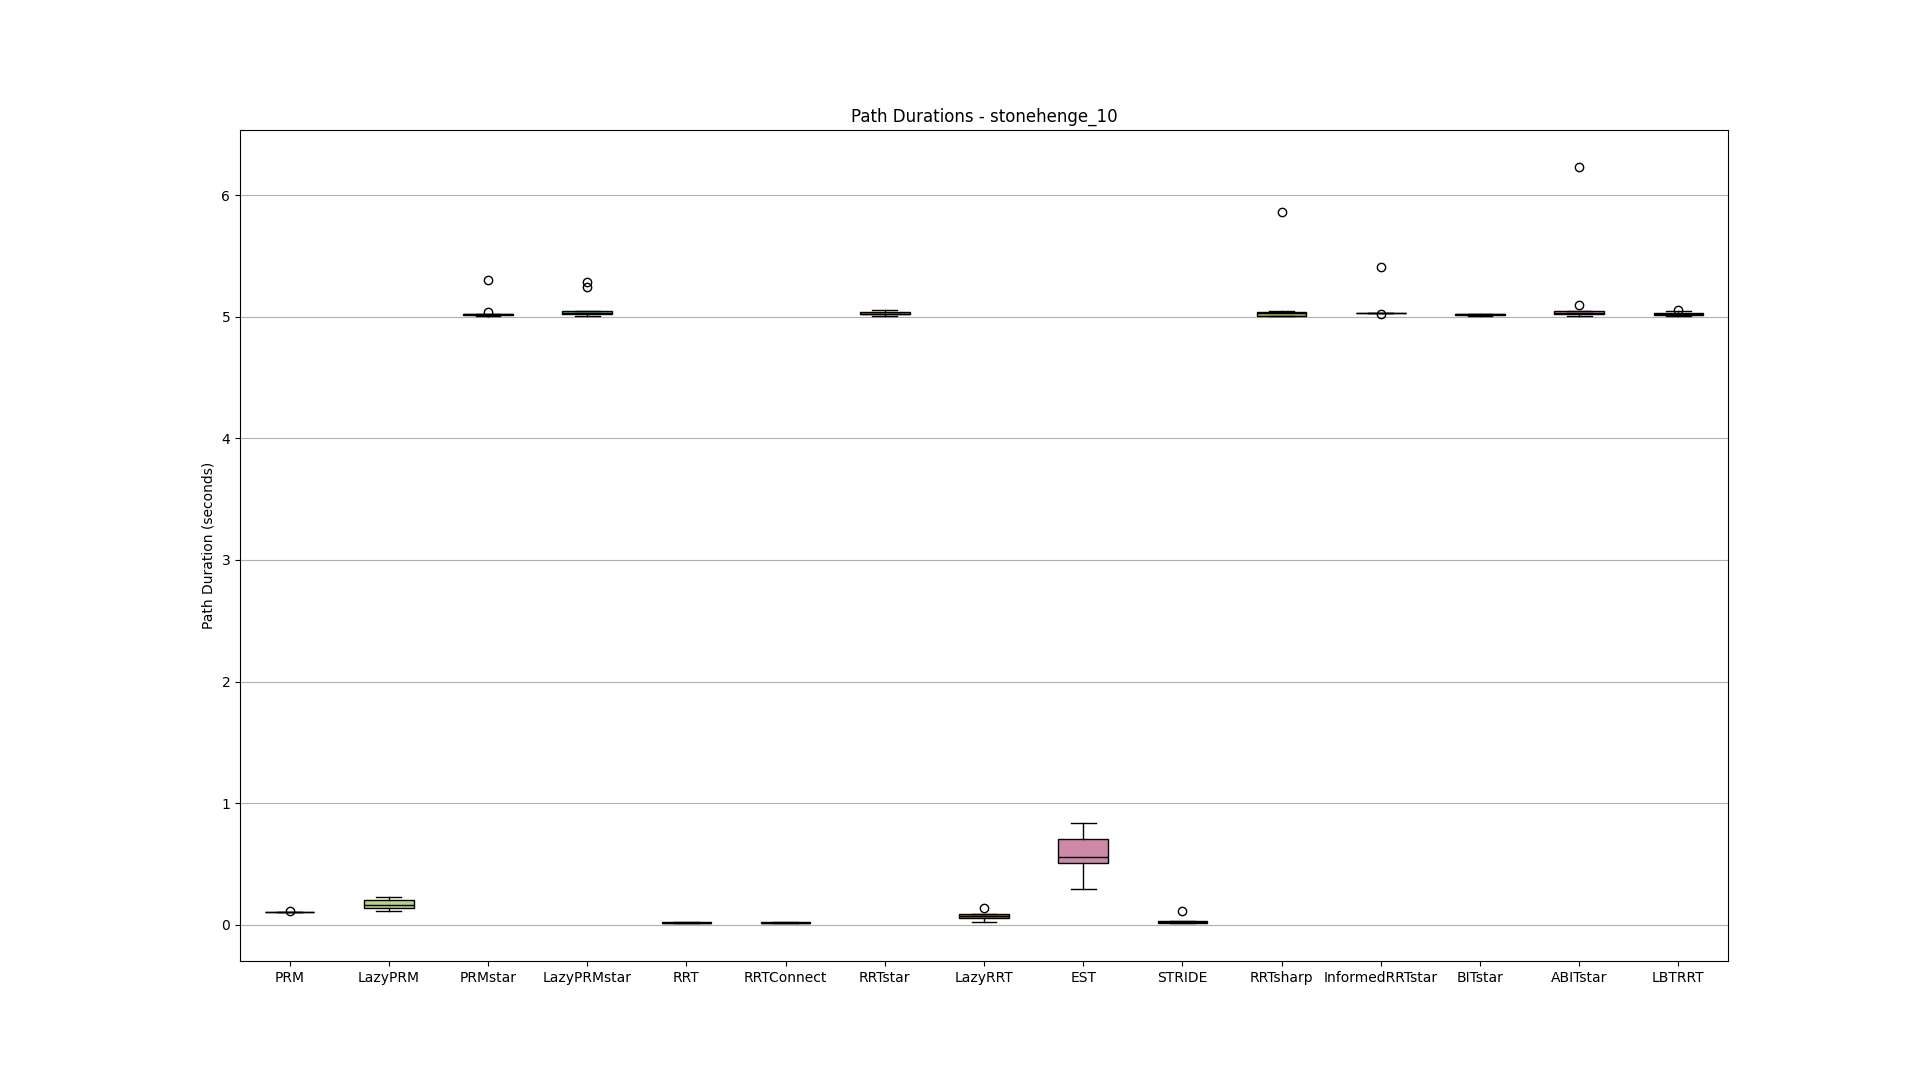 Path Durations - stonehenge_10
Path Duration (seconds)
6
5
4
3
2
1
0
PRM LazyPRM PRMstar LazyPRMstar RRT RRTConnect RRTstar LazyRRT EST STRIDE RRTsharp InformedRRTstar BITstar ABITstar LBTRRT